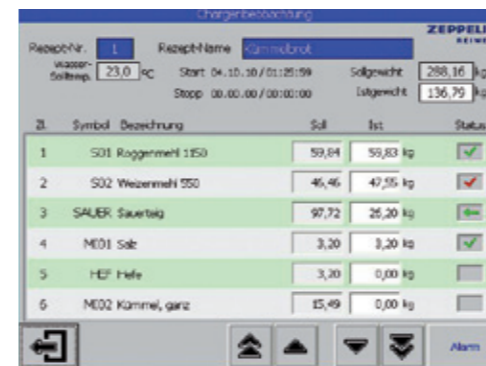 Chargenbeobachtung
ZEPPELI
REIME
Rezept-Nr. 1 Rezept-Name Kümmelbrot
Wasser-Solltemp. 23,0 °C Start 04.10.10/01:25:59 Sollgewicht 288,16 kg
Stopp 00.00.00/00:00:00 Istgewicht 136,79 kg
Zl. Symbol Bezeichnung Soll Ist Status
1 S01 Roggenmehl 1150 59,84 59,83 kg
2 S02 Weizenmehl 550 46,46 47,55 kg
3 SAUER Sauerteig 97,72 26,20 kg
4 ME01 Salz 3,20 3,20 kg
5 HEF Hefe 3,20 0,00 kg
6 ME02 Kümmel, ganz 15,49 0,00 kg
Alarm